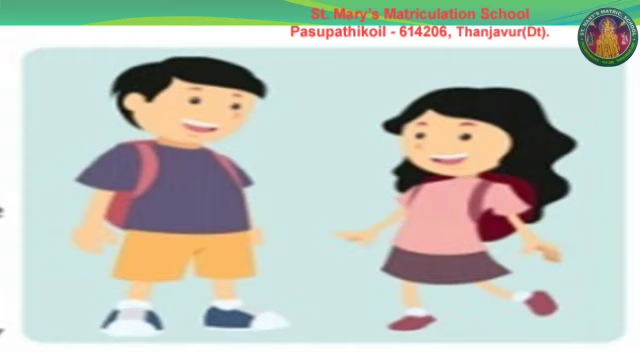 St. Mary's Matriculation School
Pasupathikoil - 614206, Thanjavur(Dt).